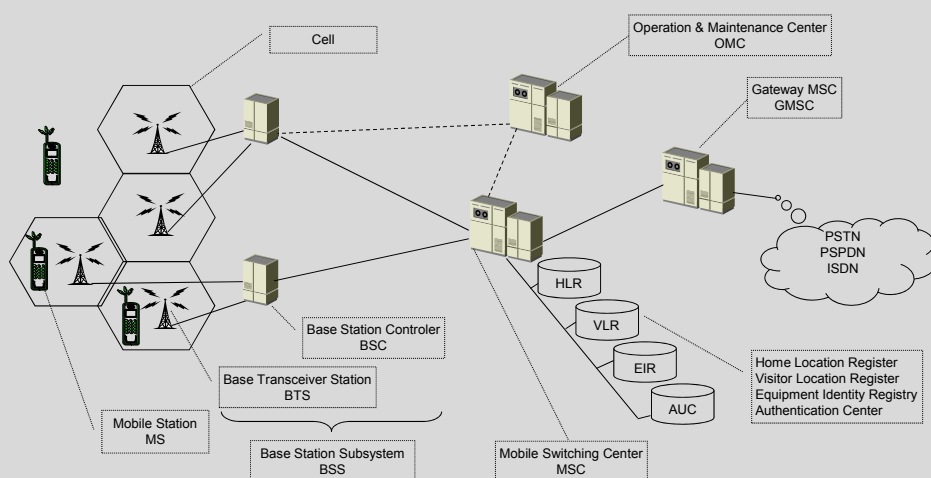 Cell
Operation & Maintenance Center
OMC
Gateway MSC
GMSC
PSTN
PSPDN
ISDN
HLR
VLR
EIR
AUC
Base Station Controler
BSC
Base Transceiver Station
BTS
Home Location Register
Visitor Location Register
Equipment Identity Registry
Authentication Center
Mobile Station
MS
Base Station Subsystem
BSS
Mobile Switching Center
MSC